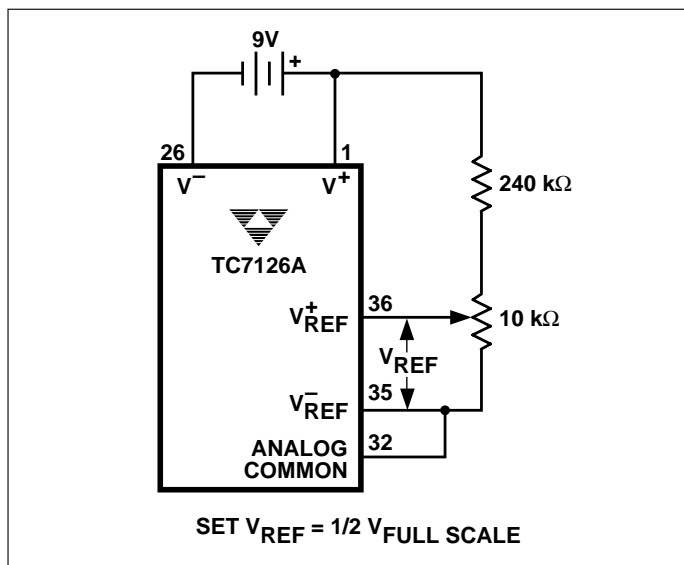 9V
+
26
1
V–
V+
240 kΩ
TC7126A
36
V+REF
10 kΩ
VREF
35
V–REF
32
ANALOG
COMMON
SET VREF = 1/2 VFULL SCALE